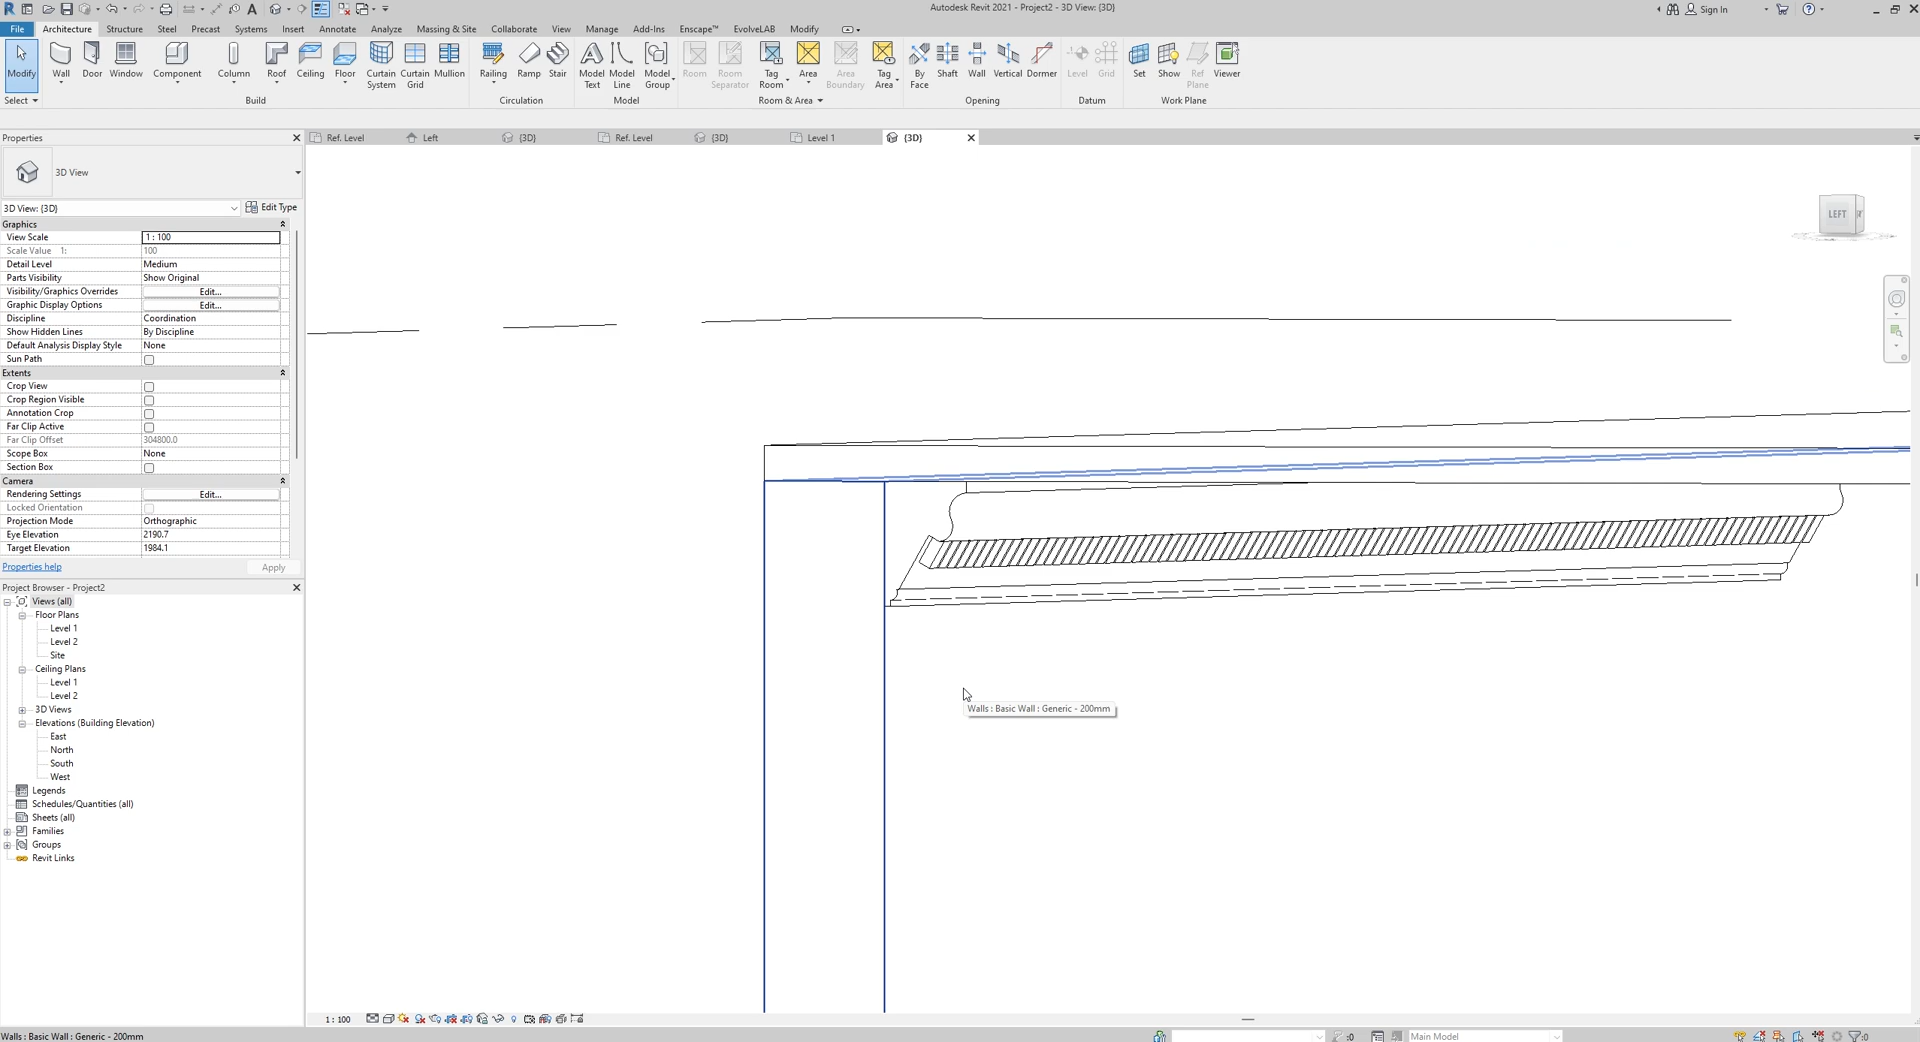 Autodesk Revit 2021 - Project2 - 3D View: {3D}
Sign In
File Architecture Structure Steel Precast Systems Insert Annotate Analyze Massing & Site Collaborate View Manage Add-Ins Enscape™ EvolveLAB Modify
Modify Wall Door Window Component Column Roof Ceiling Floor Curtain System Curtain Grid Mullion Railing Ramp Stair Model Text Model Line Model Group Room Room Separator Tag Room Area Area Boundary Tag Area By Face Shaft Wall Vertical Dormer Level Grid Set Show Ref Plane Viewer
Select Build Circulation Model Room & Area Opening Datum Work Plane
Properties
Ref. Level Left {3D} Ref. Level {3D} Level 1 {3D}
3D View
3D View: {3D} Edit Type
Graphics
View Scale 1 : 100
Scale Value 1: 100
Detail Level Medium
Parts Visibility Show Original
Visibility/Graphics Overrides Edit...
Graphic Display Options Edit...
Discipline Coordination
Show Hidden Lines By Discipline
Default Analysis Display Style None
Sun Path
Extents
Crop View
Crop Region Visible
Annotation Crop
Far Clip Active
Far Clip Offset 304800.0
Scope Box None
Section Box
Camera
Rendering Settings Edit...
Locked Orientation
Projection Mode Orthographic
Eye Elevation 2190.7
Target Elevation 1984.1
Properties help Apply
Project Browser - Project2
Views (all)
Floor Plans
Level 1
Level 2
Site
Ceiling Plans
Level 1
Level 2
3D Views
Elevations (Building Elevation)
East
North
South
West
Legends
Schedules/Quantities (all)
Sheets (all)
Families
Groups
Revit Links
LEFT
Walls : Basic Wall : Generic - 200mm
1 : 100
Walls : Basic Wall : Generic - 200mm
:0
Main Model
:0